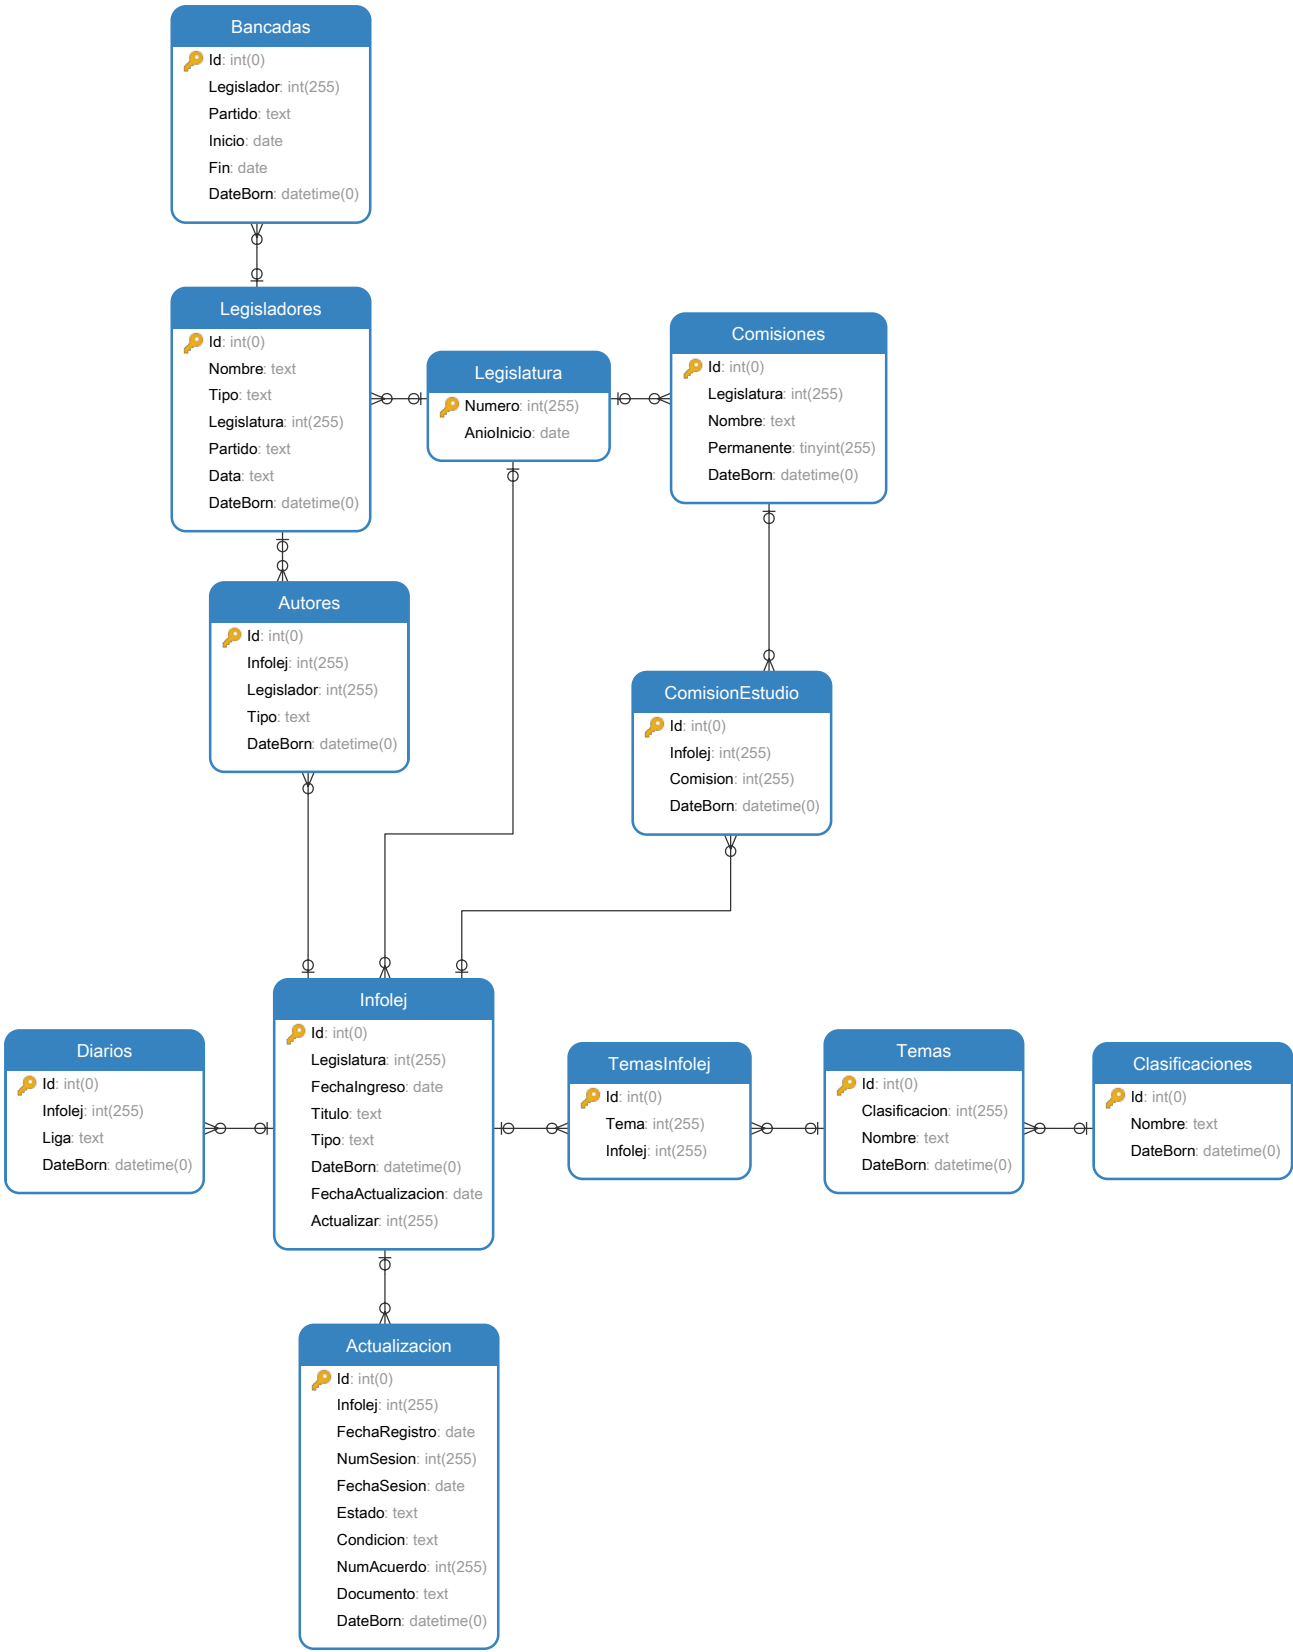 Bancadas
Id: int(0)
Legislador: int(255)
Partido: text
Inicio: date
Fin: date
DateBorn: datetime(0)
Legisladores
Id: int(0)
Nombre: text
Tipo: text
Legislatura: int(255)
Partido: text
Data: text
DateBorn: datetime(0)
Legislatura
Numero: int(255)
AnioInicio: date
Comisiones
Id: int(0)
Legislatura: int(255)
Nombre: text
Permanente: tinyint(255)
DateBorn: datetime(0)
Autores
Id: int(0)
Infolej: int(255)
Legislador: int(255)
Tipo: text
DateBorn: datetime(0)
ComisionEstudio
Id: int(0)
Infolej: int(255)
Comision: int(255)
DateBorn: datetime(0)
Infolej
Id: int(0)
Legislatura: int(255)
FechaIngreso: date
Titulo: text
Tipo: text
DateBorn: datetime(0)
FechaActualizacion: date
Actualizar: int(255)
Diarios
Id: int(0)
Infolej: int(255)
Liga: text
DateBorn: datetime(0)
TemasInfolej
Id: int(0)
Tema: int(255)
Infolej: int(255)
Temas
Id: int(0)
Clasificacion: int(255)
Nombre: text
DateBorn: datetime(0)
Clasificaciones
Id: int(0)
Nombre: text
DateBorn: datetime(0)
Actualizacion
Id: int(0)
Infolej: int(255)
FechaRegistro: date
NumSesion: int(255)
FechaSesion: date
Estado: text
Condicion: text
NumAcuerdo: int(255)
Documento: text
DateBorn: datetime(0)